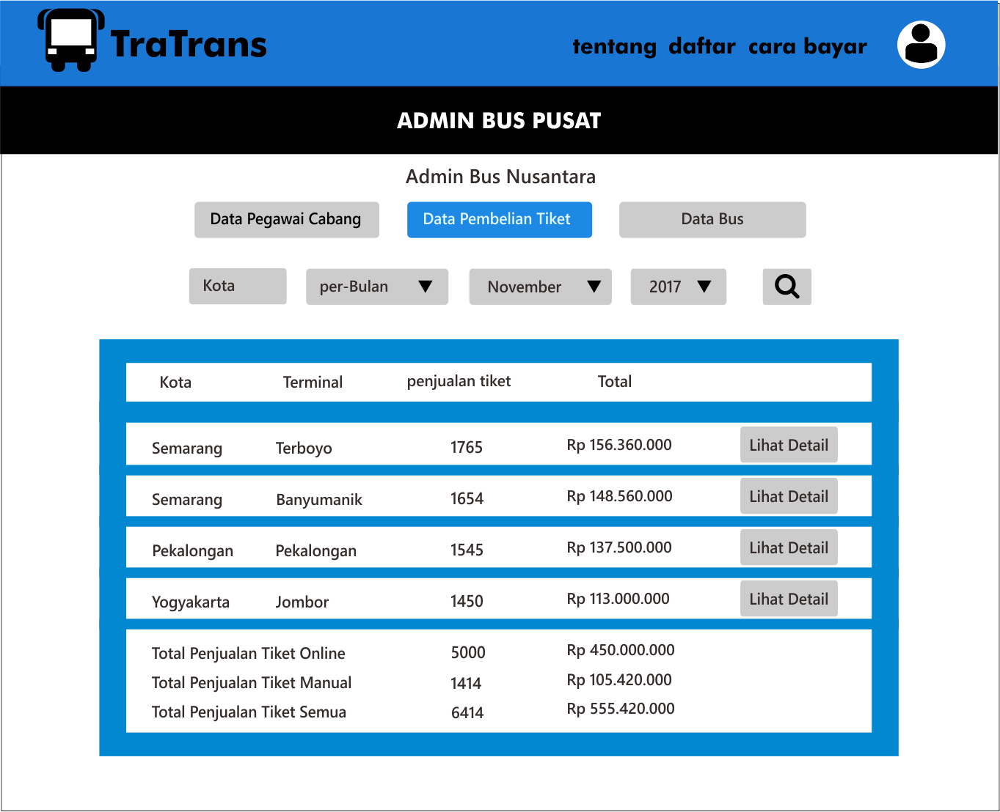 TraTrans
tentang daftar cara bayar
ADMIN BUS PUSAT
Admin Bus Nusantara
Data Pegawai Cabang Data Pembelian Tiket Data Bus
Kota per-Bulan November 2017
Kota Terminal penjualan tiket Total
Semarang Terboyo 1765 Rp 156.360.000 Lihat Detail
Semarang Banyumanik 1654 Rp 148.560.000 Lihat Detail
Pekalongan Pekalongan 1545 Rp 137.500.000 Lihat Detail
Yogyakarta Jombor 1450 Rp 113.000.000 Lihat Detail
Total Penjualan Tiket Online 5000 Rp 450.000.000
Total Penjualan Tiket Manual 1414 Rp 105.420.000
Total Penjualan Tiket Semua 6414 Rp 555.420.000